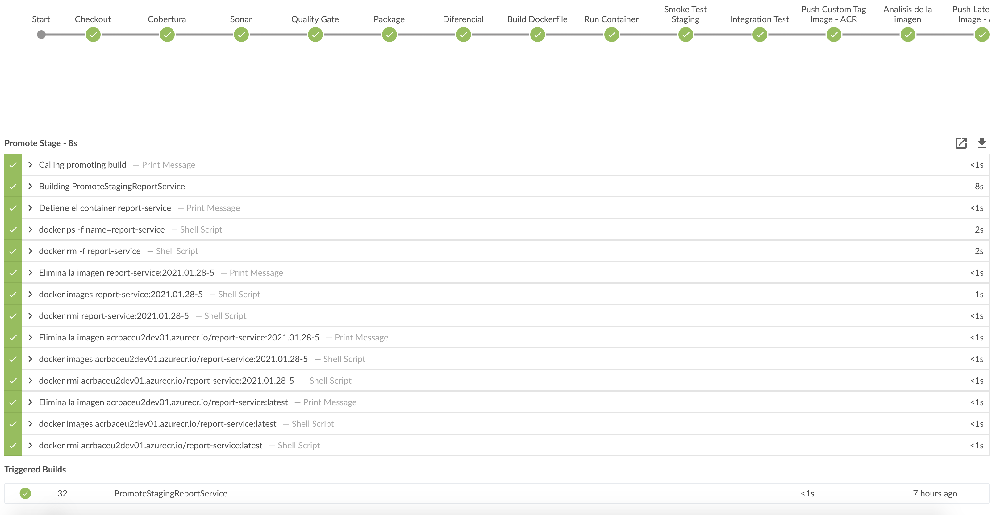 Start
Checkout
Cobertura
Sonar
Quality Gate
Package
Diferencial
Build Dockerfile
Run Container
Smoke Test
Staging
Integration Test
Push Custom Tag
Image - ACR
Analisis de la
imagen
Push Late
Image -
Promote Stage - 8s
Calling promoting build — Print Message <1s
Building PromoteStagingReportService 8s
Detiene el container report-service — Print Message <1s
docker ps -f name=report-service — Shell Script 2s
docker rm -f report-service — Shell Script 2s
Elimina la imagen report-service:2021.01.28-5 — Print Message <1s
docker images report-service:2021.01.28-5 — Shell Script 1s
docker rmi report-service:2021.01.28-5 — Shell Script <1s
Elimina la imagen acrbaceu2dev01.azurecr.io/report-service:2021.01.28-5 — Print Message <1s
docker images acrbaceu2dev01.azurecr.io/report-service:2021.01.28-5 — Shell Script <1s
docker rmi acrbaceu2dev01.azurecr.io/report-service:2021.01.28-5 — Shell Script <1s
Elimina la imagen acrbaceu2dev01.azurecr.io/report-service:latest — Print Message <1s
docker images acrbaceu2dev01.azurecr.io/report-service:latest — Shell Script <1s
docker rmi acrbaceu2dev01.azurecr.io/report-service:latest — Shell Script <1s
Triggered Builds
32 PromoteStagingReportService <1s 7 hours ago